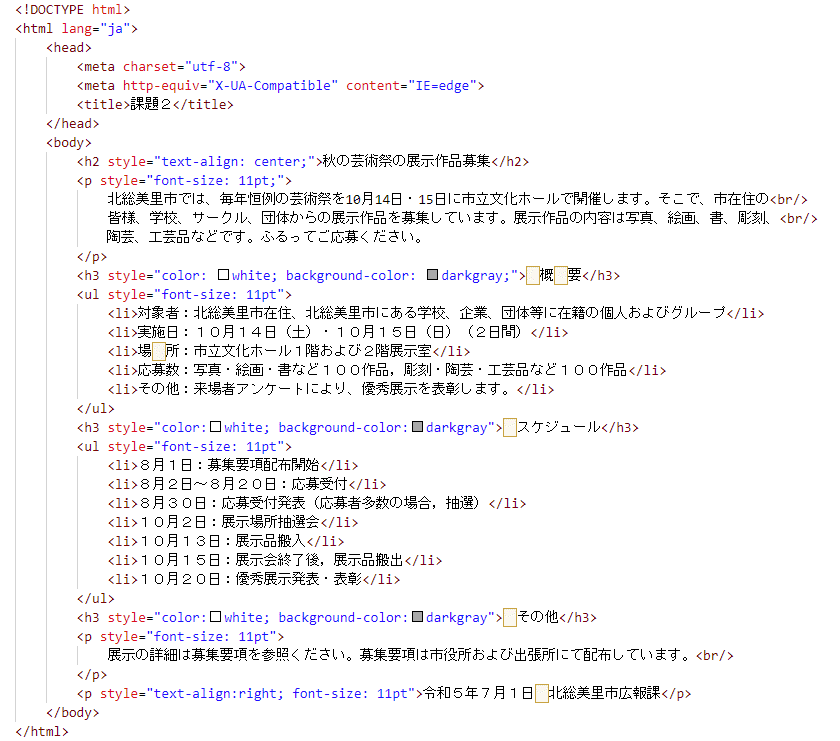 <!DOCTYPE html>
<html lang="ja">
<head>
<meta charset="utf-8">
<meta http-equiv="X-UA-Compatible" content="IE=edge">
<title>課題２</title>
</head>
<body>
<h2 style="text-align: center;">秋の芸術祭の展示作品募集</h2>
<p style="font-size: 11pt;">
北総美里市では、毎年恒例の芸術祭を10月14日・15日に市立文化ホールで開催します。そこで、市在住の<br/>
皆様、学校、サークル、団体からの展示作品を募集しています。展示作品の内容は写真、絵画、書、彫刻、<br/>
陶芸、工芸品などです。ふるってご応募ください。
</p>
<h3 style="color: white; background-color: darkgray;">　概　要</h3>
<ul style="font-size: 11pt">
<li>対象者：北総美里市在住、北総美里市にある学校、企業、団体等に在籍の個人およびグループ</li>
<li>実施日：１０月１４日（土）・１０月１５日（日）（２日間）</li>
<li>場　所：市立文化ホール１階および２階展示室</li>
<li>応募数：写真・絵画・書など１００作品，彫刻・陶芸・工芸品など１００作品</li>
<li>その他：来場者アンケートにより、優秀展示を表彰します。</li>
</ul>
<h3 style="color:white; background-color:darkgray">　スケジュール</h3>
<ul style="font-size: 11pt">
<li>８月１日：募集要項配布開始</li>
<li>８月２日～８月２０日：応募受付</li>
<li>８月３０日：応募受付発表（応募者多数の場合，抽選）</li>
<li>１０月２日：展示場所抽選会</li>
<li>１０月１３日：展示品搬入</li>
<li>１０月１５日：展示会終了後，展示品搬出</li>
<li>１０月２０日：優秀展示発表・表彰</li>
</ul>
<h3 style="color:white; background-color:darkgray">　その他</h3>
<p style="font-size: 11pt">
展示の詳細は募集要項を参照ください。募集要項は市役所および出張所にて配布しています。<br/>
</p>
<p style="text-align:right; font-size: 11pt">令和５年７月１日　北総美里市広報課</p>
</body>
</html>